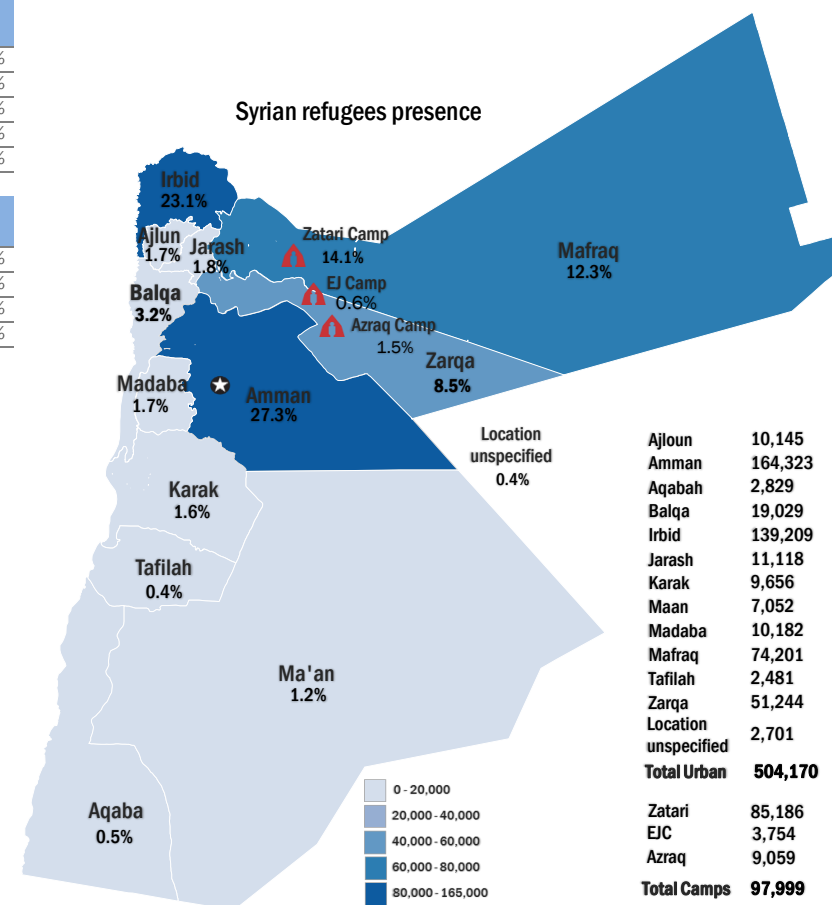 %
%
%
%
%
%
%
%
%
Syrian refugees presence
Irbid
23.1%
Ajlun
1.7%
Jarash
1.8%
Zatari Camp
14.1%
Mafraq
12.3%
EJ Camp
0.6%
Balqa
3.2%
Azraq Camp
1.5%
Zarqa
8.5%
Madaba
1.7%
Amman
27.3%
Location
unspecified
0.4%
Karak
1.6%
Tafilah
0.4%
Ma'an
1.2%
Aqaba
0.5%
0 - 20,000
20,000 - 40,000
40,000 - 60,000
60,000 - 80,000
80,000 - 165,000
Ajloun 10,145
Amman 164,323
Aqabah 2,829
Balqa 19,029
Irbid 139,209
Jarash 11,118
Karak 9,656
Maan 7,052
Madaba 10,182
Mafraq 74,201
Tafilah 2,481
Zarqa 51,244
Location
unspecified 2,701
Total Urban 504,170
Zatari 85,186
EJC 3,754
Azraq 9,059
Total Camps 97,999